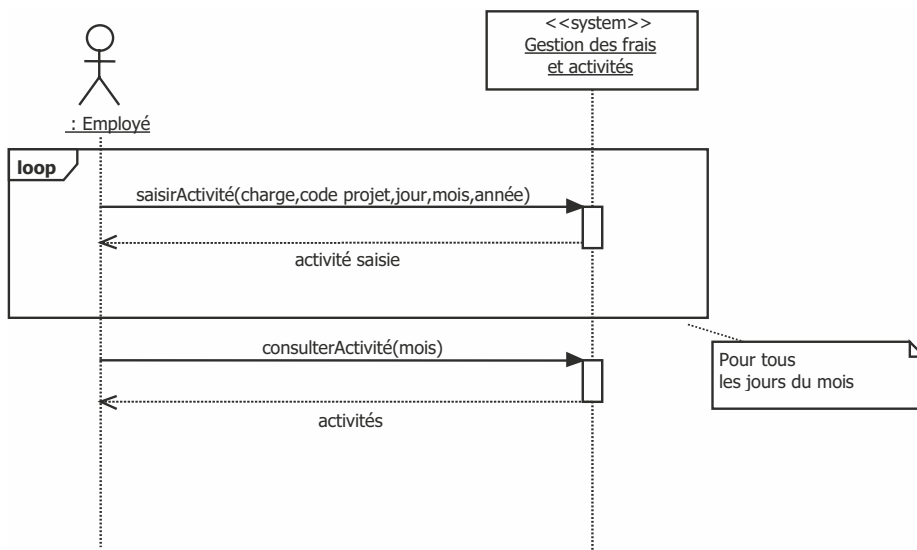 <<system>>
Gestion des frais
et activités
: Employé
loop
saisirActivité(charge,code projet,jour,mois,année)
activité saisie
consulterActivité(mois)
Pour tous
les jours du mois
activités